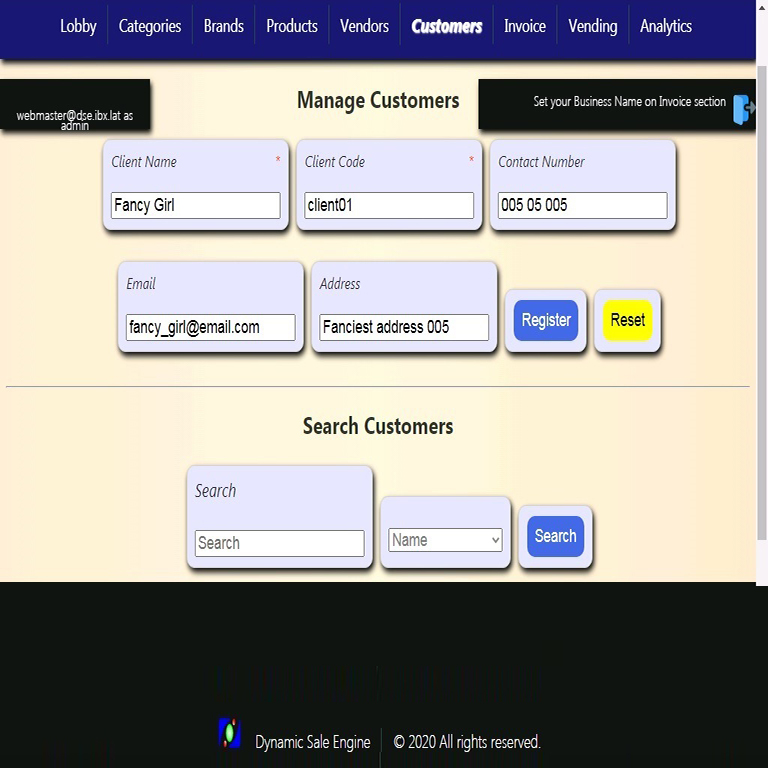 Lobby Categories Brands Products Vendors Customers Invoice Vending Analytics
webmaster@dse.ibx.lat as
admin
Manage Customers
Set your Business Name on Invoice section
Client Name *
Client Code *
Contact Number
Fancy Girl
client01
005 05 005
Email
Address
fancy_girl@email.com
Fanciest address 005
Register
Reset
Search Customers
Search
Search
Name
Search
Dynamic Sale Engine
© 2020 All rights reserved.